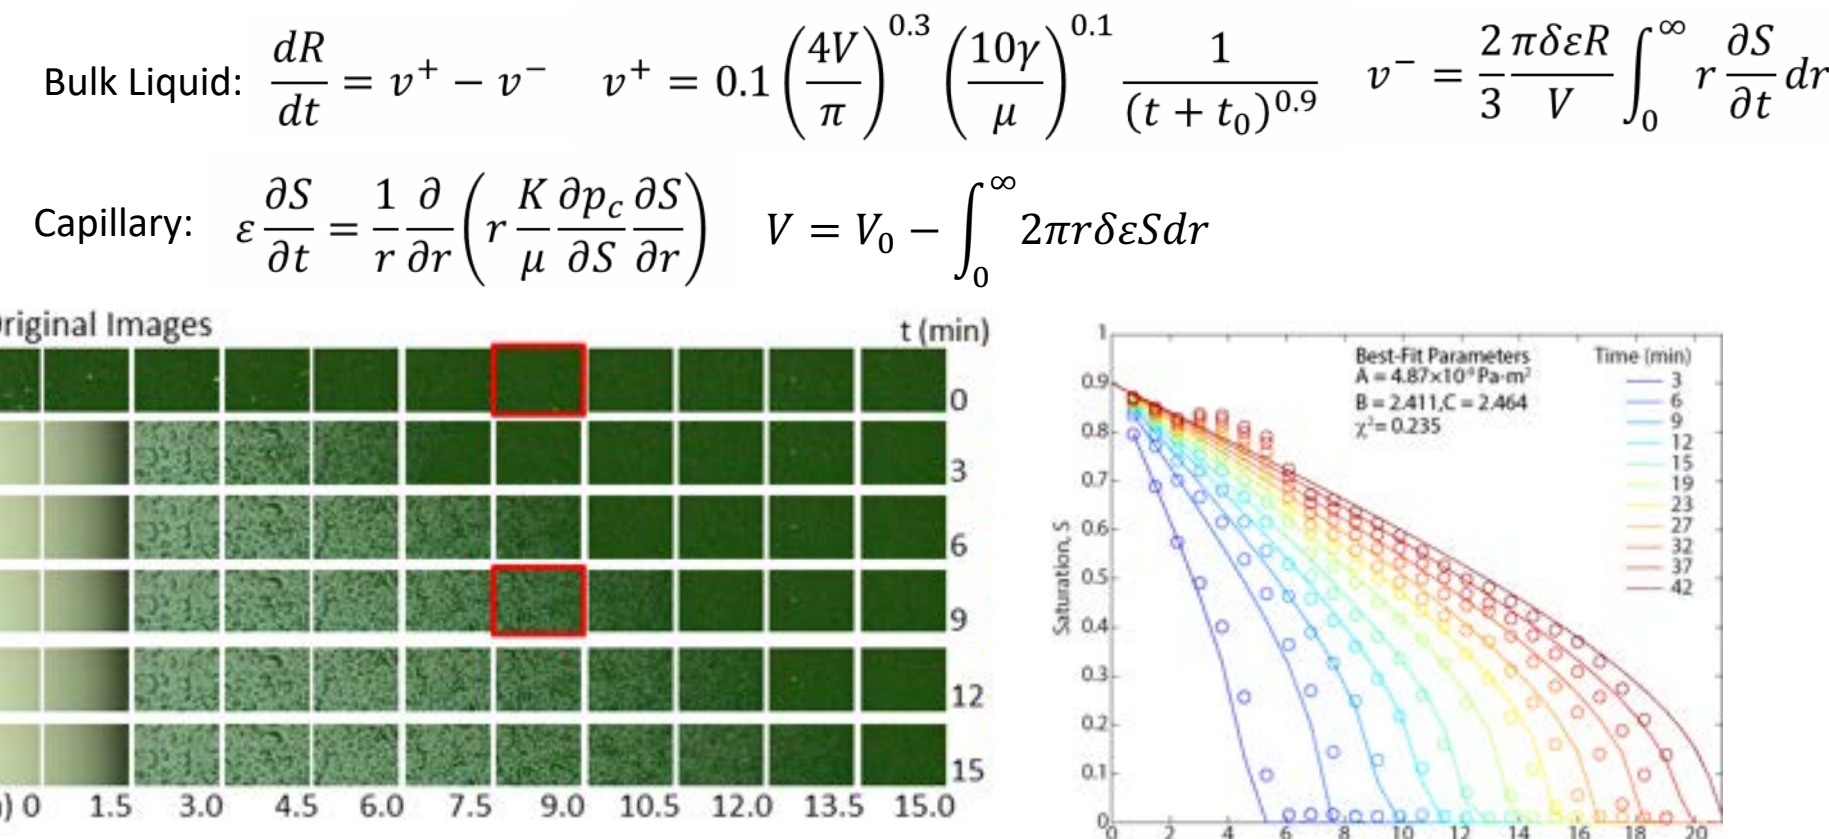 Bulk Liquid: dR/dt = v⁺ − v⁻ v⁺ = 0.1 (4V/π)^0.3 (10γ/μ)^0.1 1/(t + t₀)^0.9 v⁻ = 2/3 πδεR/V ∫₀^∞ r ∂S/∂t dr
Capillary: ε ∂S/∂t = 1/r ∂/∂r (r K/μ ∂p_c/∂S ∂S/∂r) V = V₀ − ∫₀^∞ 2πrδεSdr
riginal Images t (min)
0
3
6
9
12
15
) 0 1.5 3.0 4.5 6.0 7.5 9.0 10.5 12.0 13.5 15.0
Best-Fit Parameters
B = 2.411,C = 2.464
χ²= 0.235
Time (min)
3
6
9
12
15
19
23
27
32
37
42
Saturation, S
1
0.9
0.8
0.7
0.6
0.5
0.4
0.3
0.2
0.1
0
0 2 4 6 8 10 12 14 16 18 20